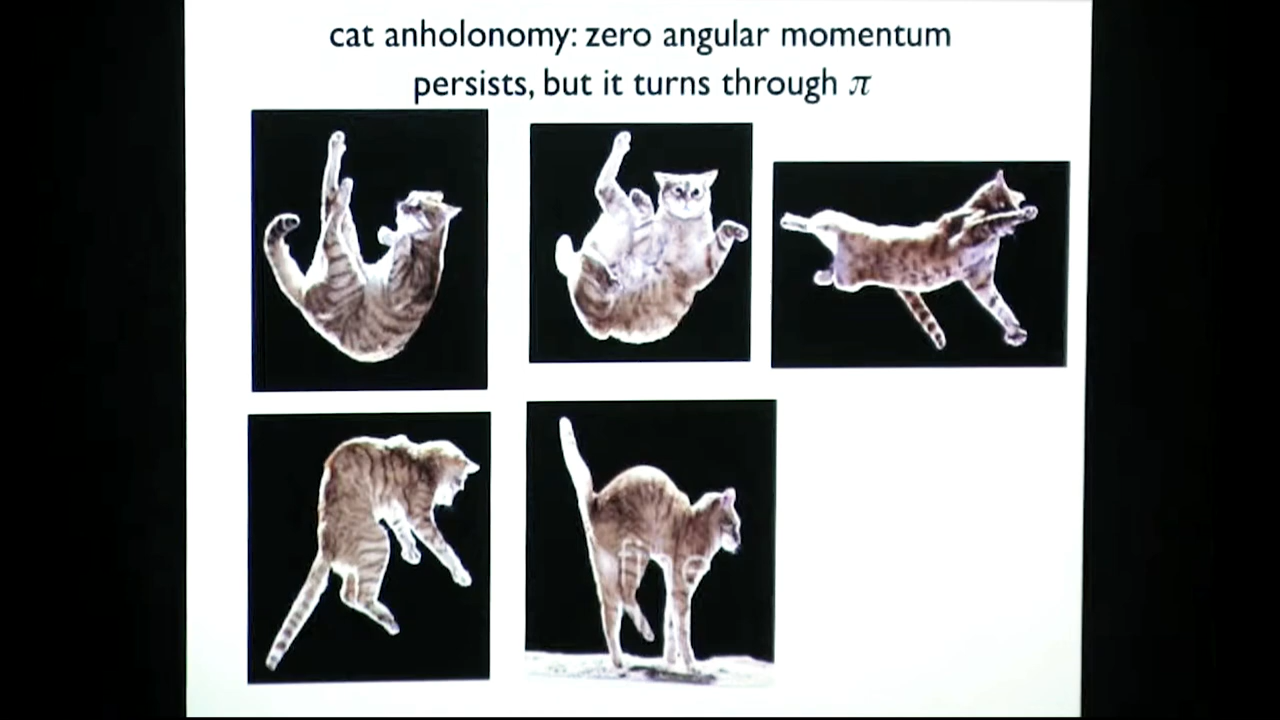 cat anholonomy: zero angular momentum
persists, but it turns through π